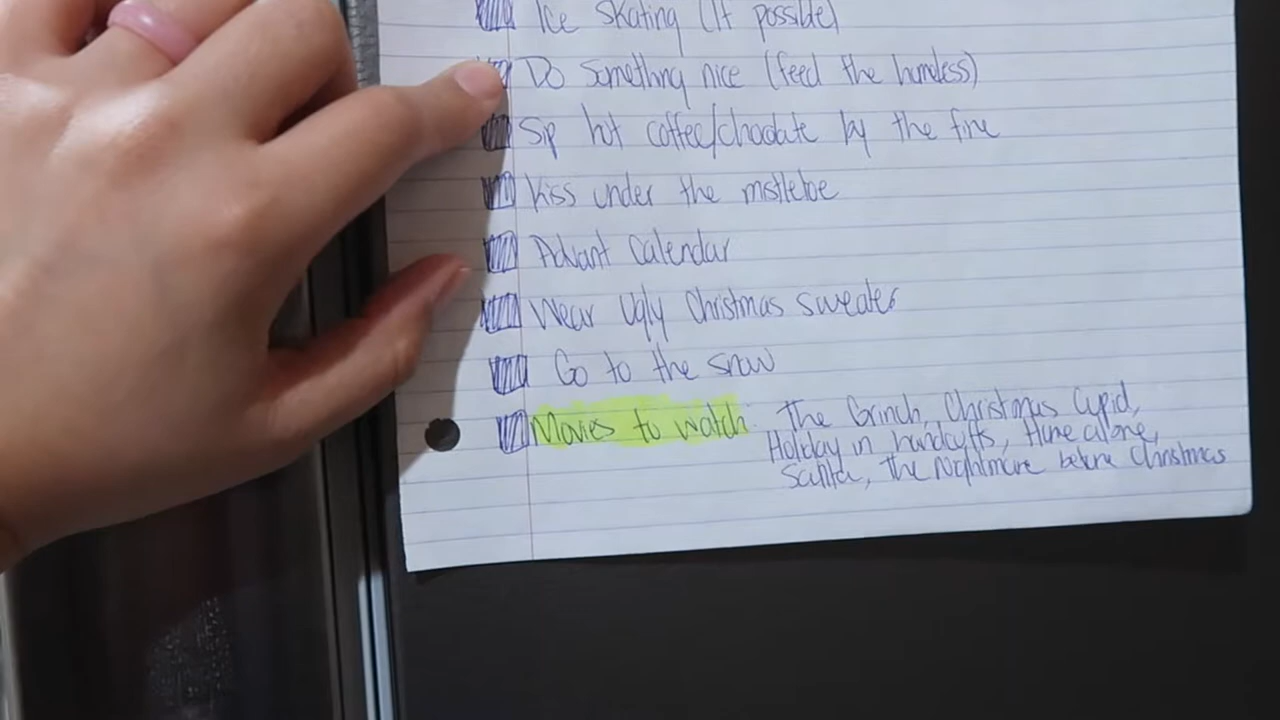 Ice Skating (If possible)
Do Something nice (feed the homeless)
Sip hot coffee/chocolate by the fire
Kiss under the mistletoe
Advant Calendar
Wear Ugly Christmas Sweater
Go to the snow
Movies to watch: The Grinch, Christmas Cupid,
Holiday in handcuffs, Home alone,
Santa, the Nightmare before Christmas